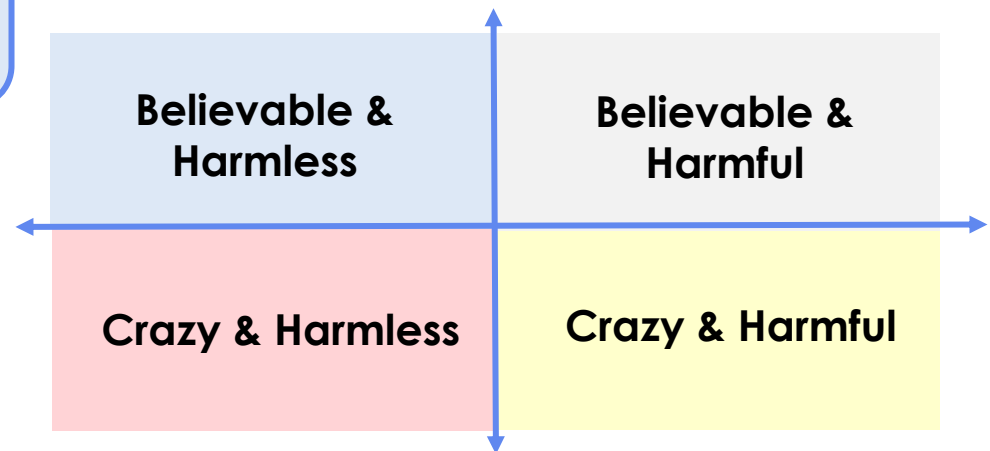 Believable &
Harmless
Believable &
Harmful
Crazy & Harmless
Crazy & Harmful